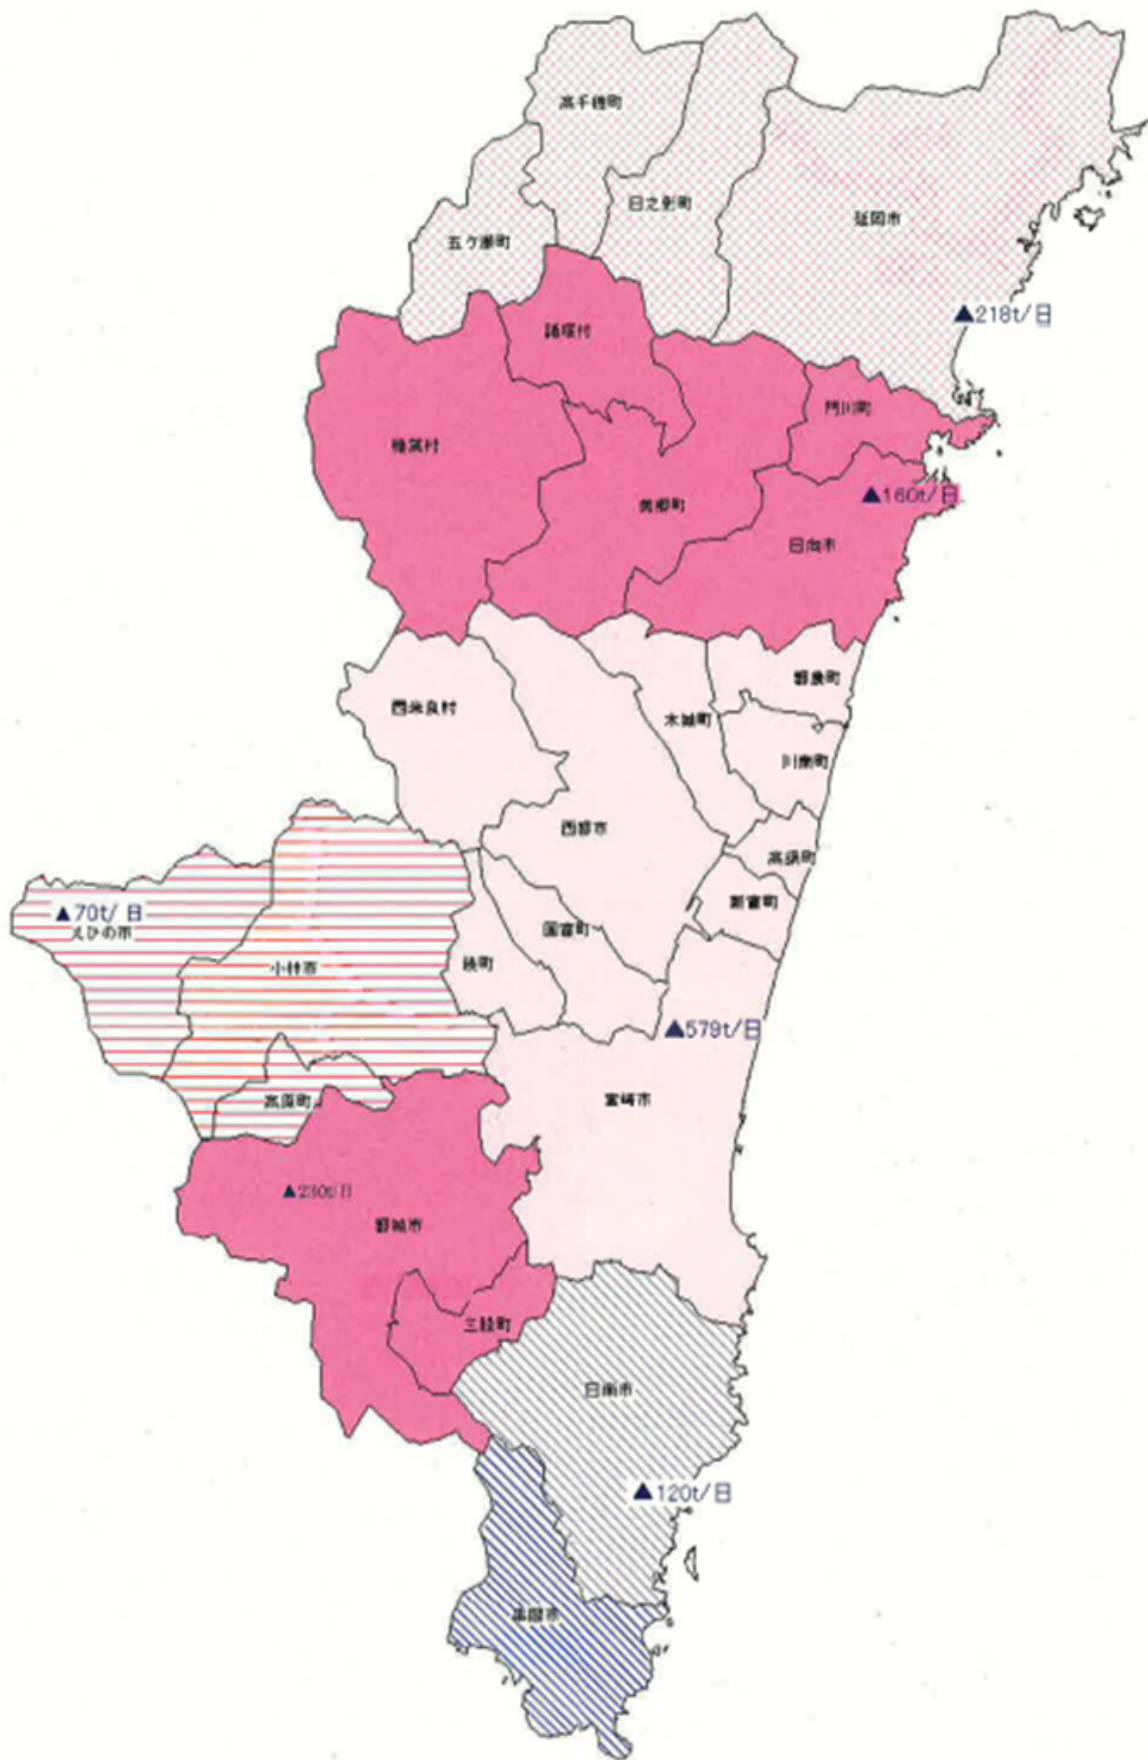 高千穂町
日之影町
延岡市
五ヶ瀬町
▲218t/日
諸塚村
門川町
椎葉村
▲160t/日
美郷町
日向市
都農町
西米良村
木城町
川南町
西都市
高鍋町
新富町
▲70t/日
えびの市
国富町
綾町
小林市
▲579t/日
高原町
宮崎市
▲230t/日
都城市
三股町
日南市
▲120t/日
串間市